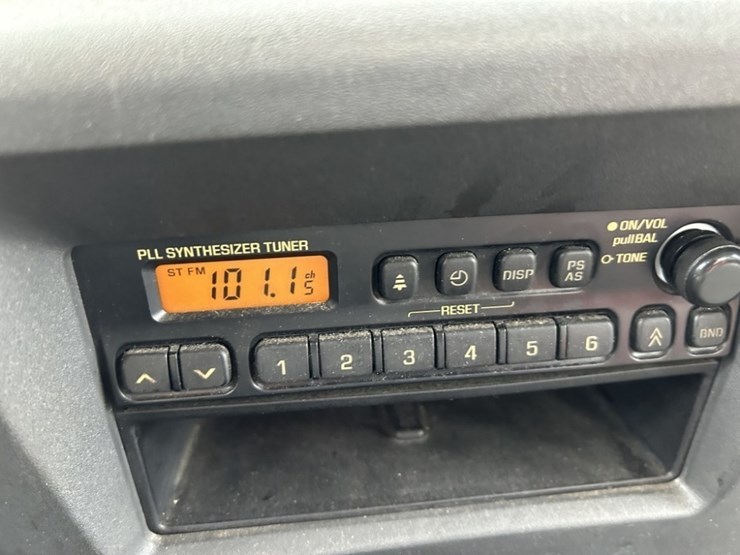 PLL SYNTHESIZER TUNER
ST FM
101.1 ch 5
DISP
PS
AS
ON/VOL
pullBAL
TONE
RESET
1 2 3 4 5 6
BND